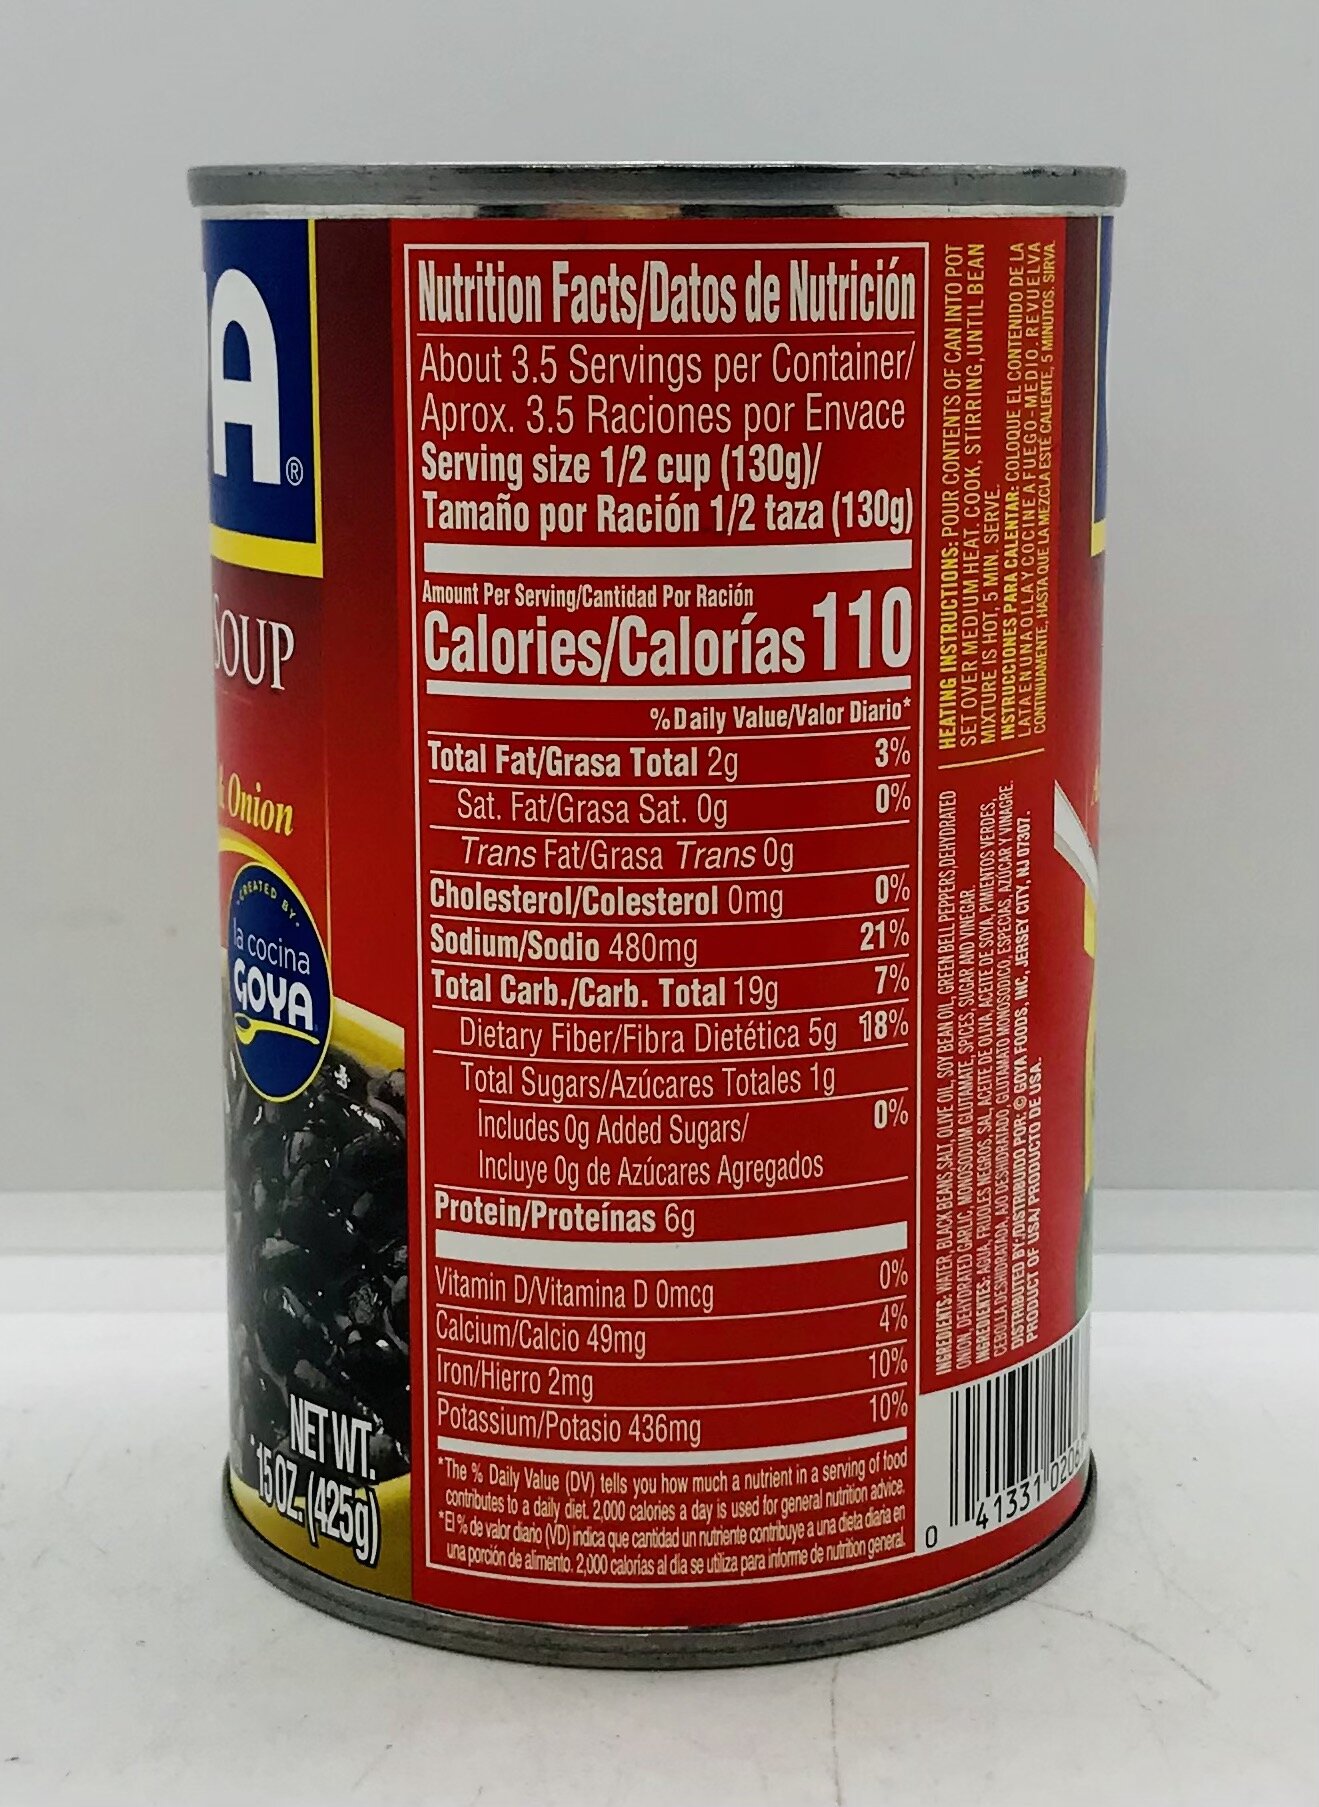 A®
SOUP
& Onion
CREATED BY
la cocina
GOYA
NET WT.
15 OZ. (425g)
Nutrition Facts/Datos de Nutrición
About 3.5 Servings per Container/
Aprox. 3.5 Raciones por Envace
Serving size 1/2 cup (130g)/
Tamaño por Ración 1/2 taza (130g)
Amount Per Serving/Cantidad Por Ración
Calories/Calorías 110
% Daily Value/Valor Diario*
Total Fat/Grasa Total 2g 3%
Sat. Fat/Grasa Sat. 0g 0%
Trans Fat/Grasa Trans 0g
Cholesterol/Colesterol 0mg 0%
Sodium/Sodio 480mg 21%
Total Carb./Carb. Total 19g 7%
Dietary Fiber/Fibra Dietética 5g 18%
Total Sugars/Azúcares Totales 1g
Includes 0g Added Sugars/ 0%
Incluye 0g de Azúcares Agregados
Protein/Proteínas 6g
Vitamin D/Vitamina D 0mcg 0%
Calcium/Calcio 49mg 4%
Iron/Hierro 2mg 10%
Potassium/Potasio 436mg 10%
*The % Daily Value (DV) tells you how much a nutrient in a serving of food
contributes to a daily diet. 2,000 calories a day is used for general nutrition advice.
*El % de valor diario (VD) indica que cantidad un nutriente contribuye a una dieta diaria en
una porción de alimento. 2,000 calorías al día se utiliza para informe de nutrition general.
HEATING INSTRUCTIONS: POUR CONTENTS OF CAN INTO POT
SET OVER MEDIUM HEAT. COOK, STIRRING, UNTIL BEAN
MIXTURE IS HOT, 5 MIN. SERVE.
INSTRUCCIONES PARA CALENTAR: COLOQUE EL CONTENIDO DE LA
LATA EN UNA OLLA Y COCINE A FUEGO-MEDIO. REVUELVA
CONTINUAMENTE, HASTA QUE LA MEZCLA ESTÉ CALIENTE, 5 MINUTOS. SIRVA.
INGREDIENTS: WATER, BLACK BEANS, SALT, OLIVE OIL, SOY BEAN OIL, GREEN BELL PEPPERS, DEHYDRATED
ONION, DEHYDRATED GARLIC, MONOSODIUM GLUTAMATE, SPICES, SUGAR AND VINEGAR.
INGREDIENTES: AGUA, FRIJOLES NEGROS, SAL, ACEITE DE OLIVA, ACEITE DE SOYA, PIMIENTOS VERDES,
CEBOLLA DESHIDRATADA, AJO DESHIDRATADO, GLUTAMATO MONOSODICO, ESPECIAS, AZÚCAR Y VINAGRE.
DISTRIBUTED BY:/DISTRIBUIDO POR: © GOYA FOODS, INC., JERSEY CITY, NJ 07307.
PRODUCT OF USA/ PRODUCTO DE USA.
0 41331 020